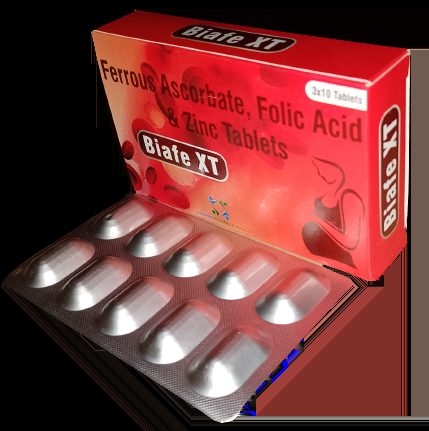 Biafe XT
3x10 Tablets
Ferrous Ascorbate, Folic Acid
& Zinc Tablets
Biafe XT
Biafe XT